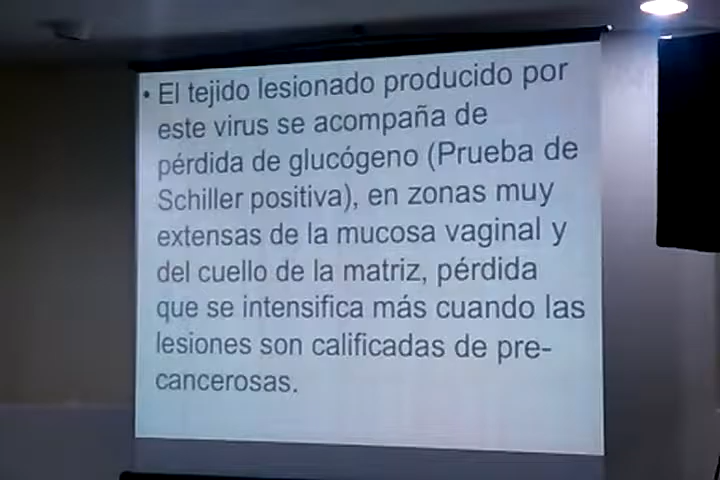 • El tejido lesionado producido por
este virus se acompaña de
pérdida de glucógeno (Prueba de
Schiller positiva), en zonas muy
extensas de la mucosa vaginal y
del cuello de la matriz, pérdida
que se intensifica más cuando las
lesiones son calificadas de pre-
cancerosas.